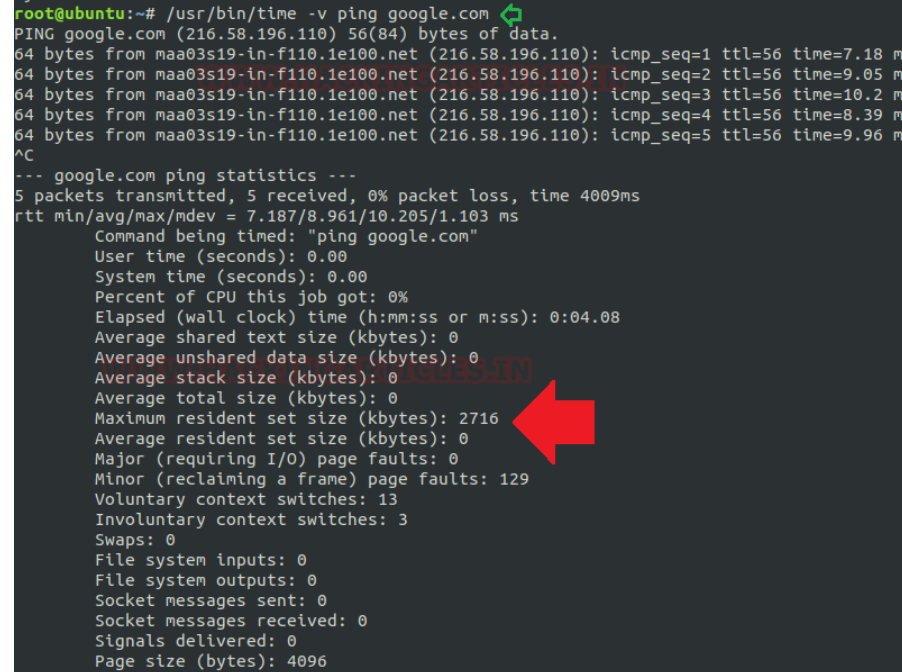 root@ubuntu:~# /usr/bin/time -v ping google.com
PING google.com (216.58.196.110) 56(84) bytes of data.
64 bytes from maa03s19-in-f110.1e100.net (216.58.196.110): icmp_seq=1 ttl=56 time=7.18 m
64 bytes from maa03s19-in-f110.1e100.net (216.58.196.110): icmp_seq=2 ttl=56 time=9.05 m
64 bytes from maa03s19-in-f110.1e100.net (216.58.196.110): icmp_seq=3 ttl=56 time=10.2 m
64 bytes from maa03s19-in-f110.1e100.net (216.58.196.110): icmp_seq=4 ttl=56 time=8.39 m
64 bytes from maa03s19-in-f110.1e100.net (216.58.196.110): icmp_seq=5 ttl=56 time=9.96 m
^C
--- google.com ping statistics ---
5 packets transmitted, 5 received, 0% packet loss, time 4009ms
rtt min/avg/max/mdev = 7.187/8.961/10.205/1.103 ms
Command being timed: "ping google.com"
User time (seconds): 0.00
System time (seconds): 0.00
Percent of CPU this job got: 0%
Elapsed (wall clock) time (h:mm:ss or m:ss): 0:04.08
Average shared text size (kbytes): 0
Average unshared data size (kbytes): 0
Average stack size (kbytes): 0
Average total size (kbytes): 0
Maximum resident set size (kbytes): 2716
Average resident set size (kbytes): 0
Major (requiring I/O) page faults: 0
Minor (reclaiming a frame) page faults: 129
Voluntary context switches: 13
Involuntary context switches: 3
Swaps: 0
File system inputs: 0
File system outputs: 0
Socket messages sent: 0
Socket messages received: 0
Signals delivered: 0
Page size (bytes): 4096